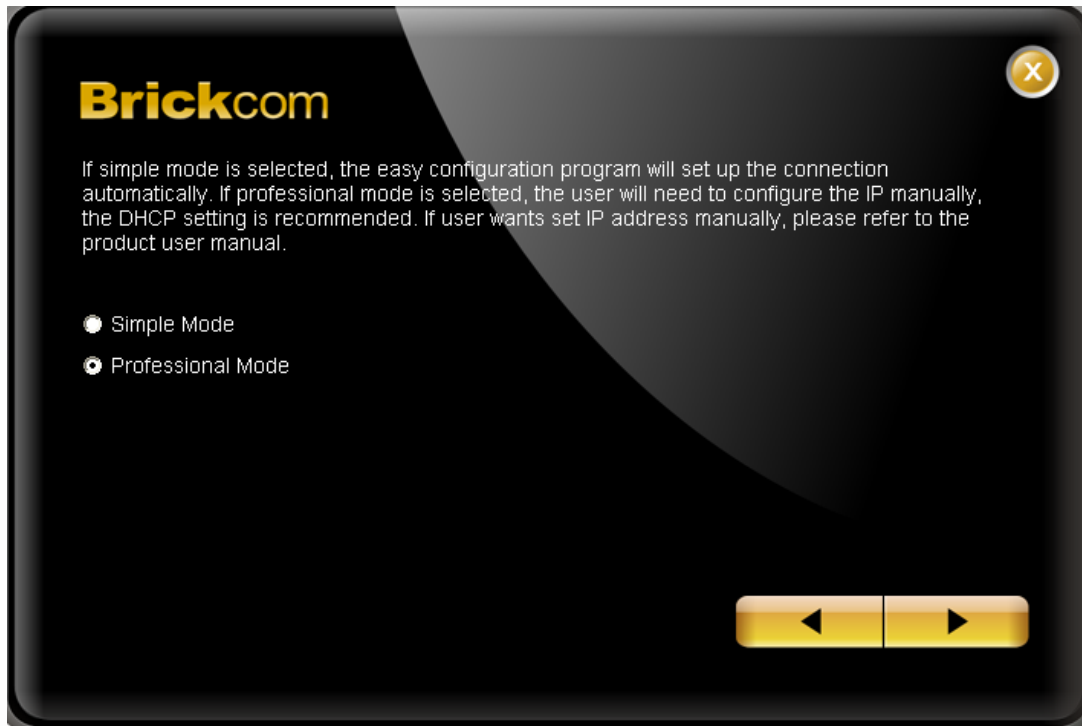 Brickcom
X
If simple mode is selected, the easy configuration program will set up the connection
automatically. If professional mode is selected, the user will need to configure the IP manually,
the DHCP setting is recommended. If user wants set IP address manually, please refer to the
product user manual.
Simple Mode
Professional Mode